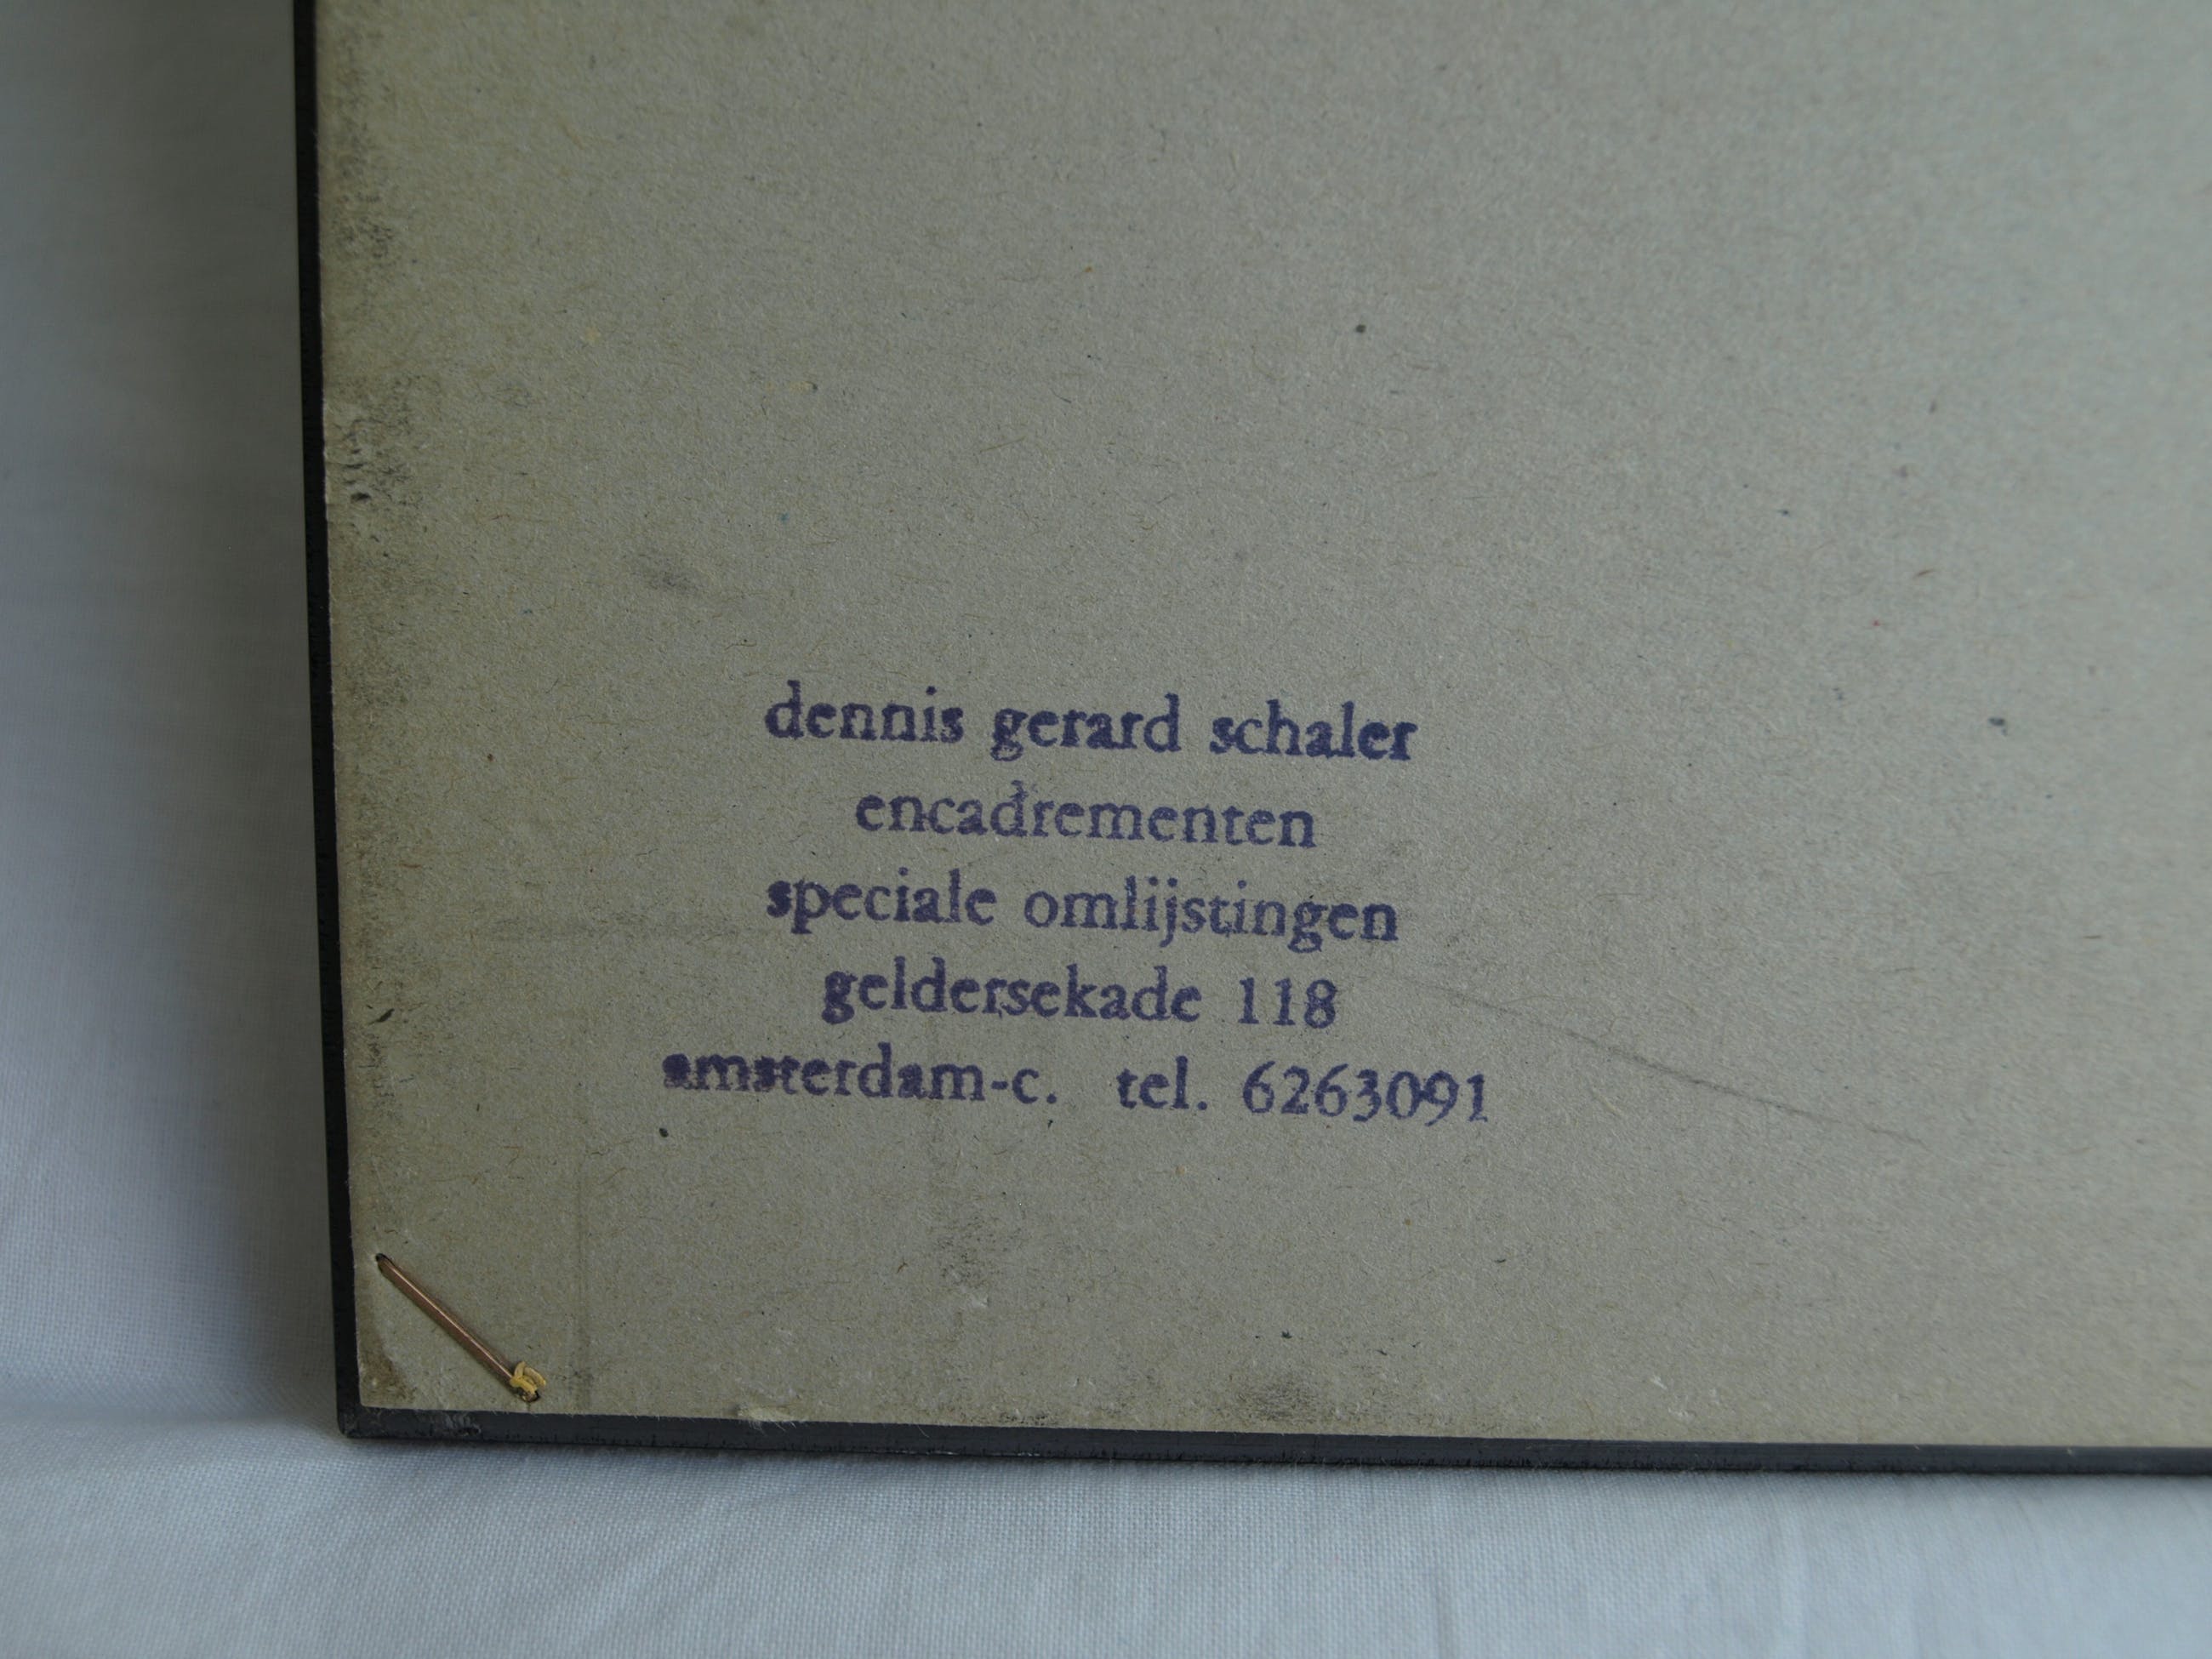 dennis gerard schaler
encadrementen
speciale omlijstingen
geldersekade 118
amsterdam-c. tel. 6263091